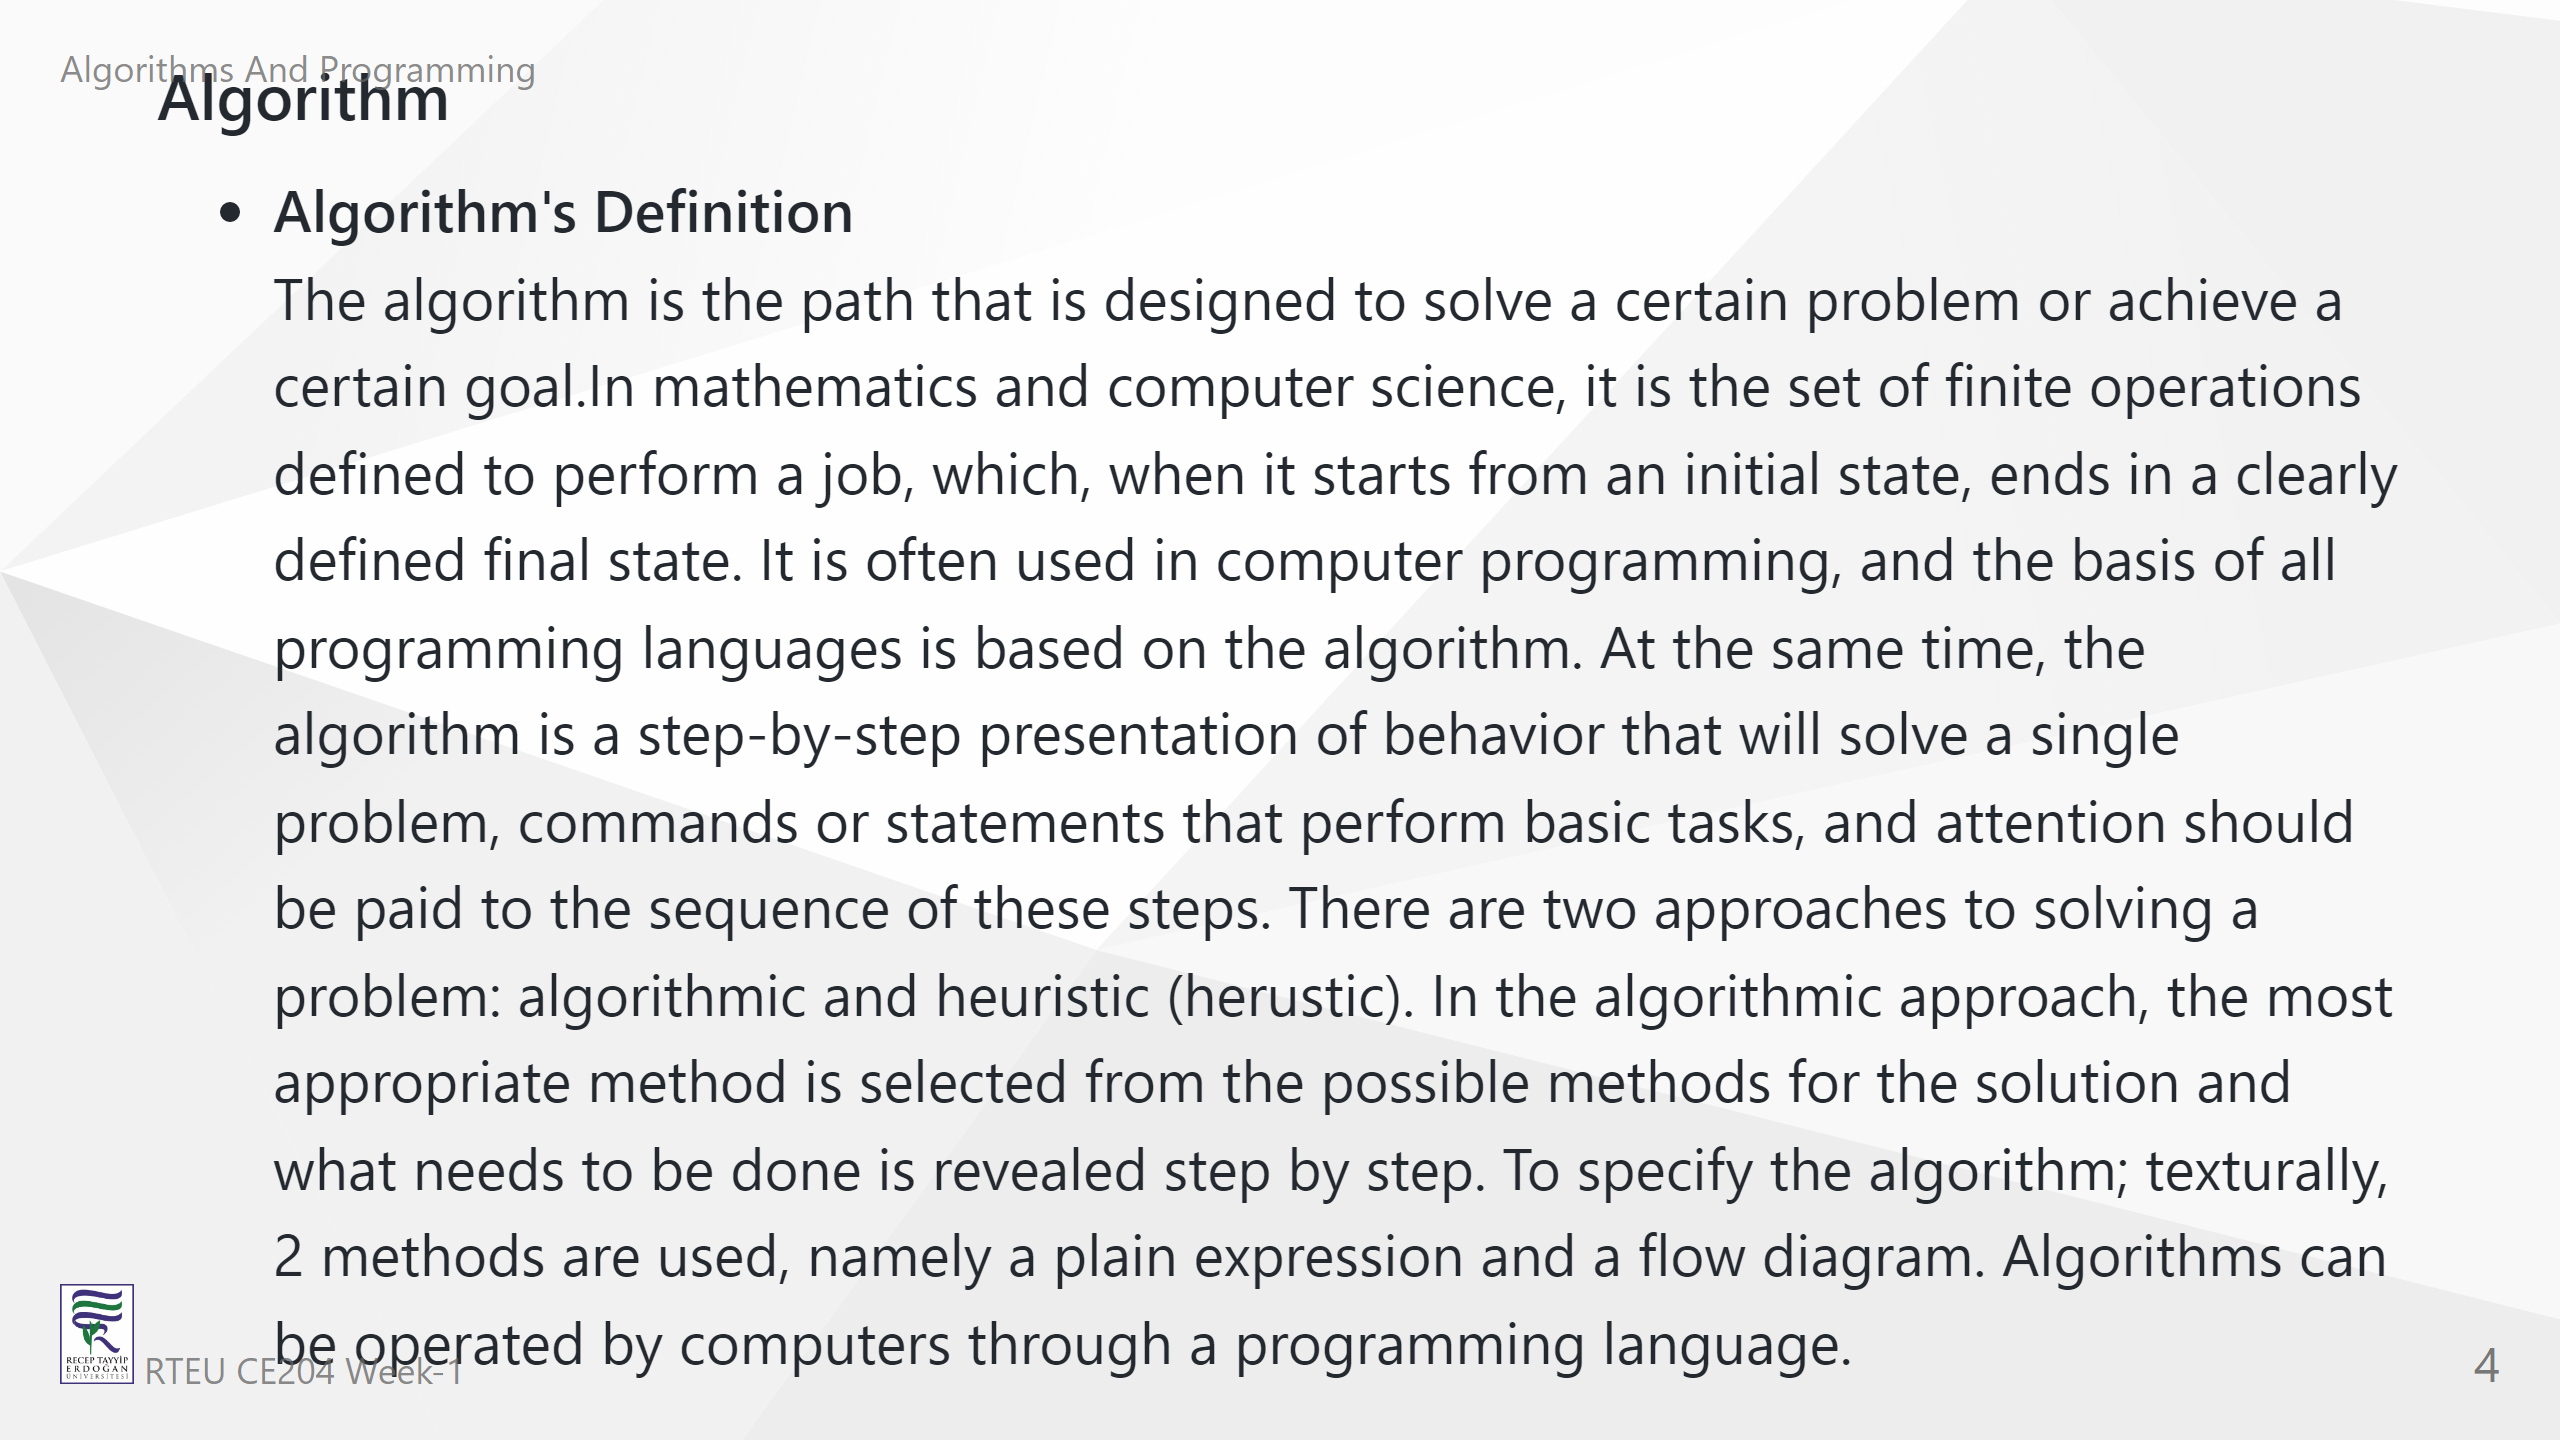 Algorithms And Programming
Algorithm
• Algorithm's Definition
The algorithm is the path that is designed to solve a certain problem or achieve a
certain goal.In mathematics and computer science, it is the set of finite operations
defined to perform a job, which, when it starts from an initial state, ends in a clearly
defined final state. It is often used in computer programming, and the basis of all
programming languages is based on the algorithm. At the same time, the
algorithm is a step-by-step presentation of behavior that will solve a single
problem, commands or statements that perform basic tasks, and attention should
be paid to the sequence of these steps. There are two approaches to solving a
problem: algorithmic and heuristic (herustic). In the algorithmic approach, the most
appropriate method is selected from the possible methods for the solution and
what needs to be done is revealed step by step. To specify the algorithm; texturally,
2 methods are used, namely a plain expression and a flow diagram. Algorithms can
be operated by computers through a programming language.
RECEP TAYYİP
ERDOĞAN
ÜNİVERSİTESİ
RTEU CE204 Week-1
4